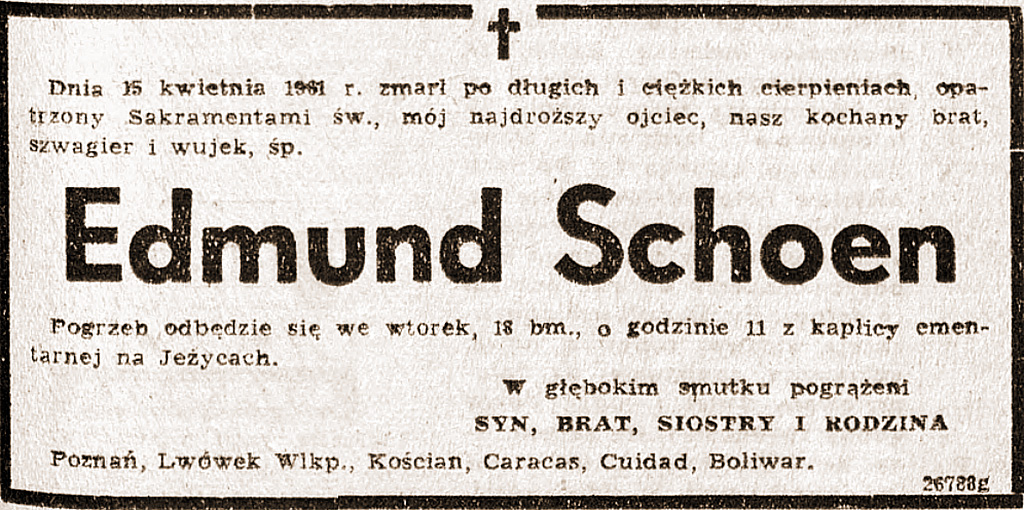 Dnia 15 kwietnia 1961 r. zmarł po długich i ciężkich cierpieniach, opa-
trzony Sakramentami św., mój najdroższy ojciec, nasz kochany brat,
szwagier i wujek, śp.
Edmund Schoen
Pogrzeb odbędzie się we wtorek, 18 bm., o godzinie 11 z kaplicy cmen-
tarnej na Jeżycach.
W głębokim smutku pogrążeni
SYN, BRAT, SIOSTRY I RODZINA
Poznań, Lwówek Wlkp., Kościan, Caracas, Cuidad, Boliwar.
26788g